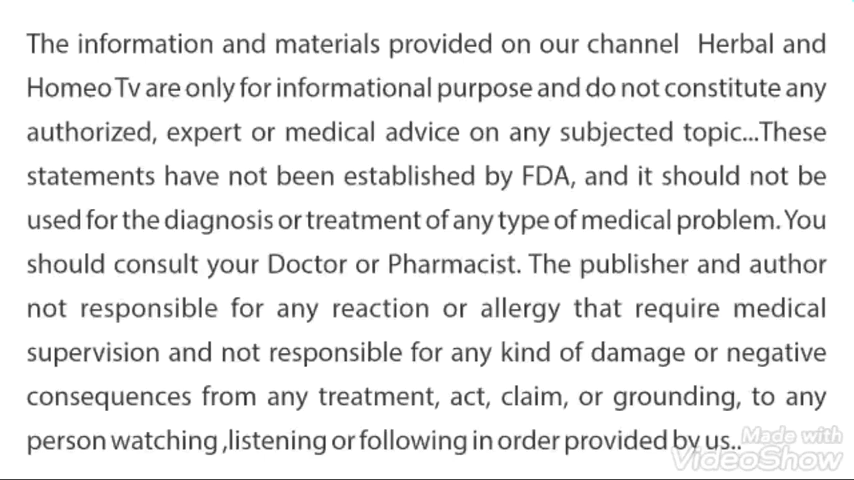 The information and materials provided on our channel Herbal and
Homeo Tv are only for informational purpose and do not constitute any
authorized, expert or medical advice on any subjected topic...These
statements have not been established by FDA, and it should not be
used for the diagnosis or treatment of any type of medical problem. You
should consult your Doctor or Pharmacist. The publisher and author
not responsible for any reaction or allergy that require medical
supervision and not responsible for any kind of damage or negative
consequences from any treatment, act, claim, or grounding, to any
person watching ,listening or following in order provided by us..
Made with
VideoShow